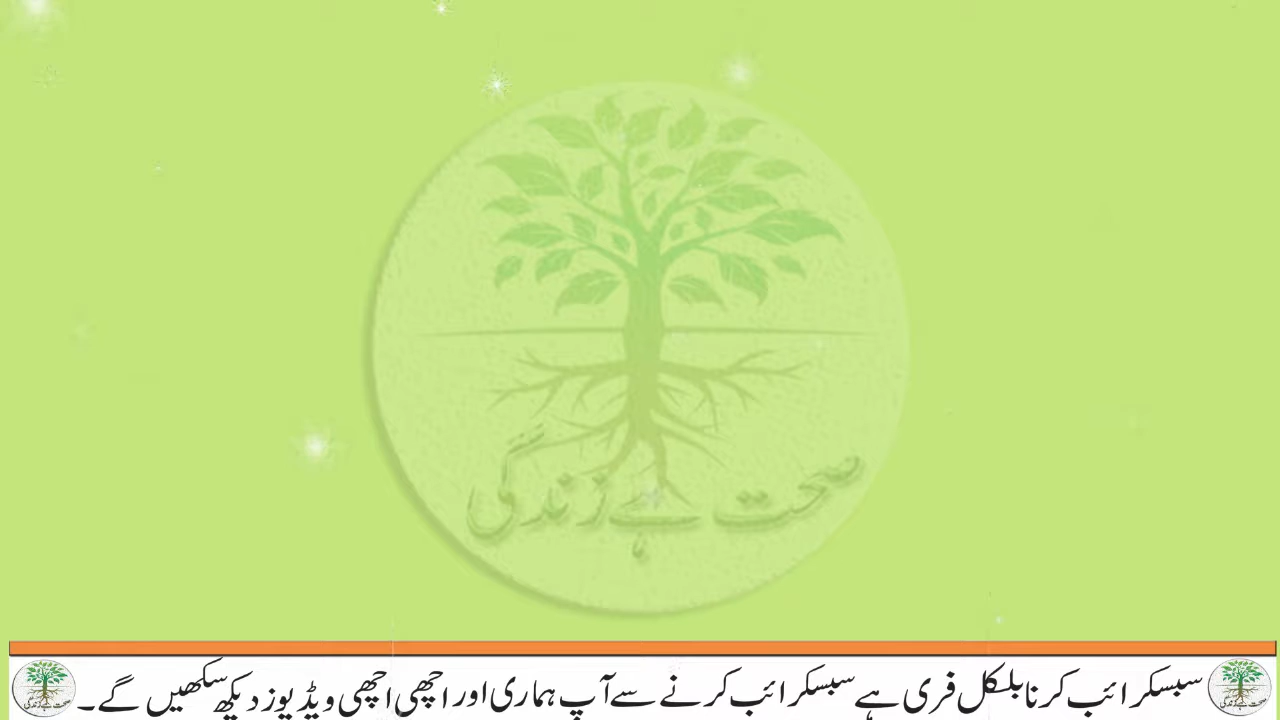 صحت ہے زندگی
سبسکرائب کرنا بلکل فری ہے سبسکرائب کرنے سے آپ ہماری اور اچھی اچھی ویڈیوز دیکھ سکھیں گے۔